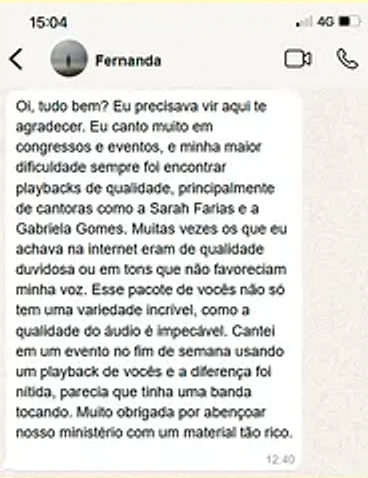 15:04
4G
Fernanda
Oi, tudo bem? Eu precisava vir aqui te
agradecer. Eu canto muito em
congressos e eventos, e minha maior
dificuldade sempre foi encontrar
playbacks de qualidade, principalmente
de cantoras como a Sarah Farias e a
Gabriela Gomes. Muitas vezes os que eu
achava na internet eram de qualidade
duvidosa ou em tons que não favoreciam
minha voz. Esse pacote de vocês não só
tem uma variedade incrível, como a
qualidade do áudio é impecável. Cantei
em um evento no fim de semana usando
um playback de vocês e a diferença foi
nítida, parecia que tinha uma banda
tocando. Muito obrigada por abençoar
nosso ministério com um material tão rico.
12:40